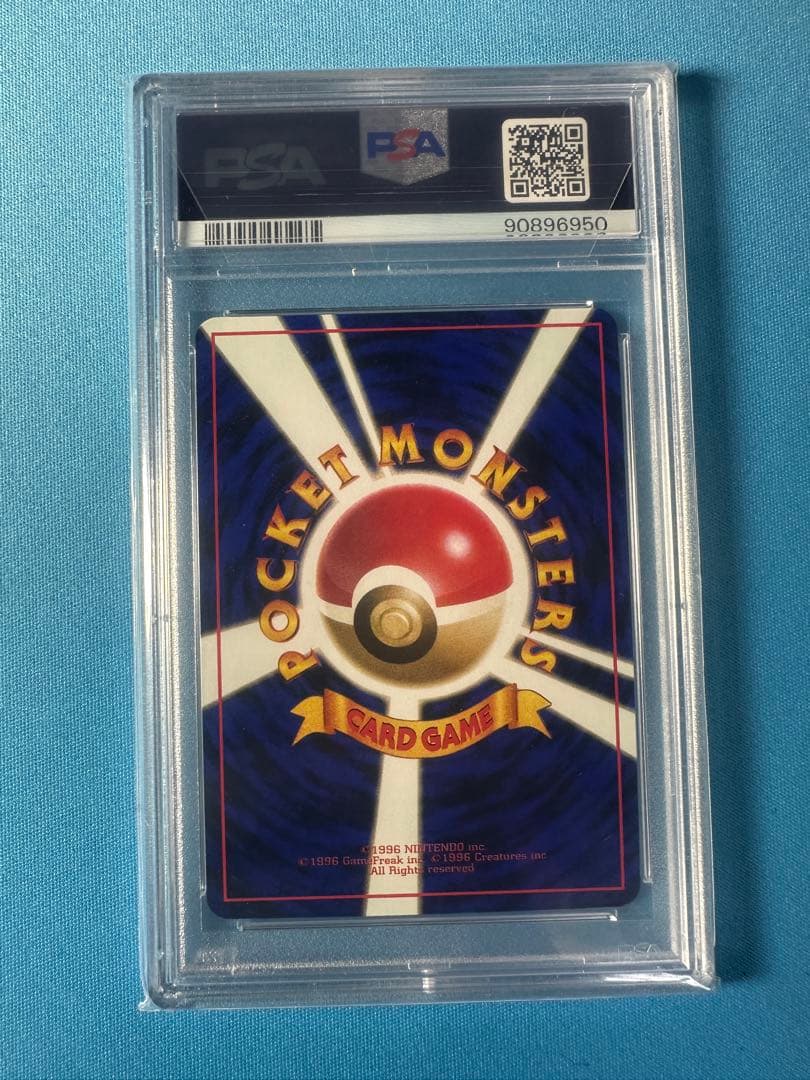 PSA
PSA
90896950
POCKET MONSTERS
CARD GAME
©1996 NINTENDO inc.
©1996 GameFreak inc. ©1996 Creatures inc
All Rights reserved